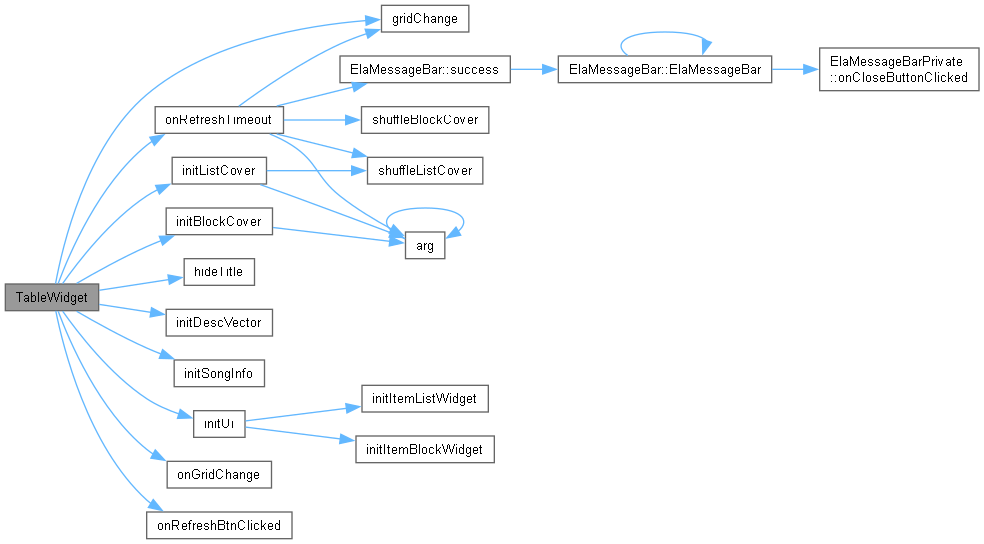 gridChange
ElaMessageBar::success
ElaMessageBar::ElaMessageBar
ElaMessageBarPrivate
::onCloseButtonClicked
onRefreshTimeout
shuffleBlockCover
initListCover
shuffleListCover
initBlockCover
arg
hideTitle
TableWidget
initDescVector
initSongInfo
initItemListWidget
initUi
initItemBlockWidget
onGridChange
onRefreshBtnClicked